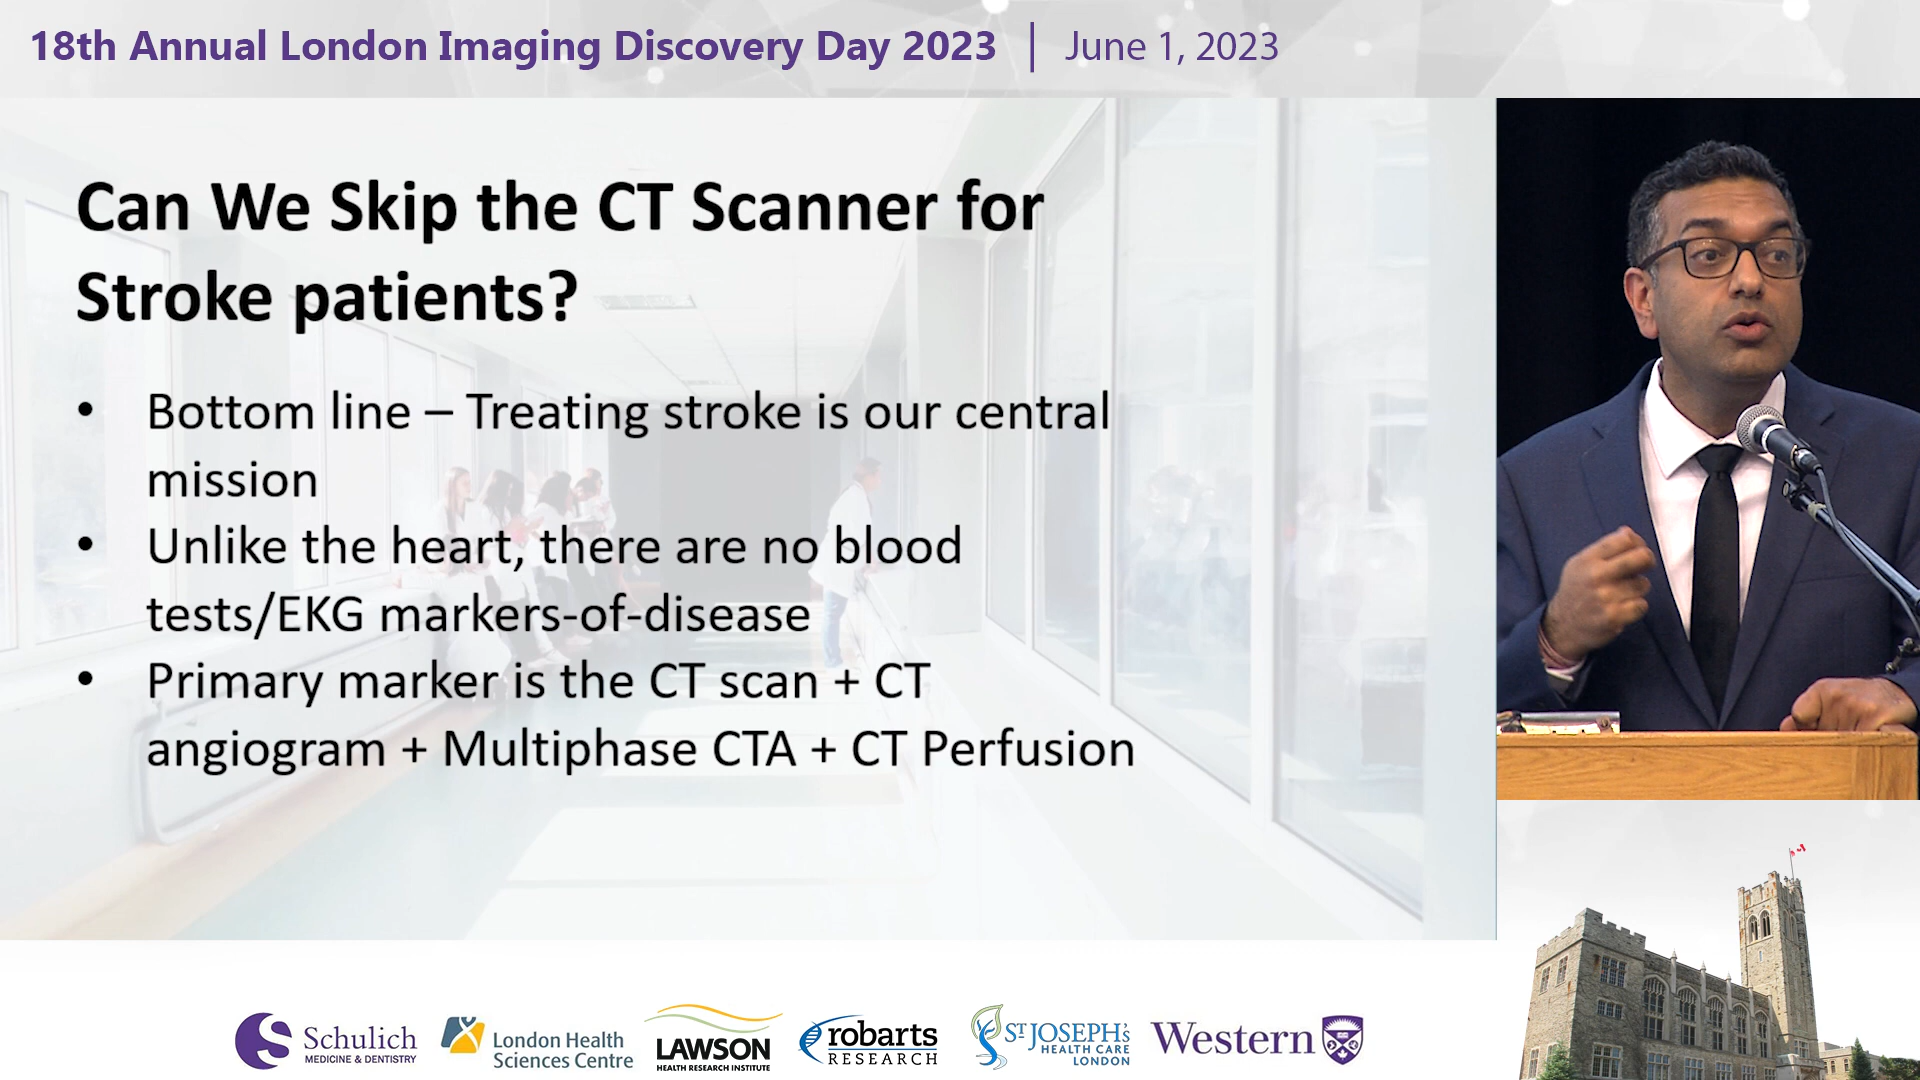 18th Annual London Imaging Discovery Day 2023 | June 1, 2023
Can We Skip the CT Scanner for
Stroke patients?
• Bottom line – Treating stroke is our central
mission
• Unlike the heart, there are no blood
tests/EKG markers-of-disease
• Primary marker is the CT scan + CT
angiogram + Multiphase CTA + CT Perfusion
Schulich
MEDICINE & DENTISTRY
London Health
Sciences Centre
LAWSON
HEALTH RESEARCH INSTITUTE
robarts
RESEARCH
ST JOSEPH'S
HEALTH CARE
LONDON
Western